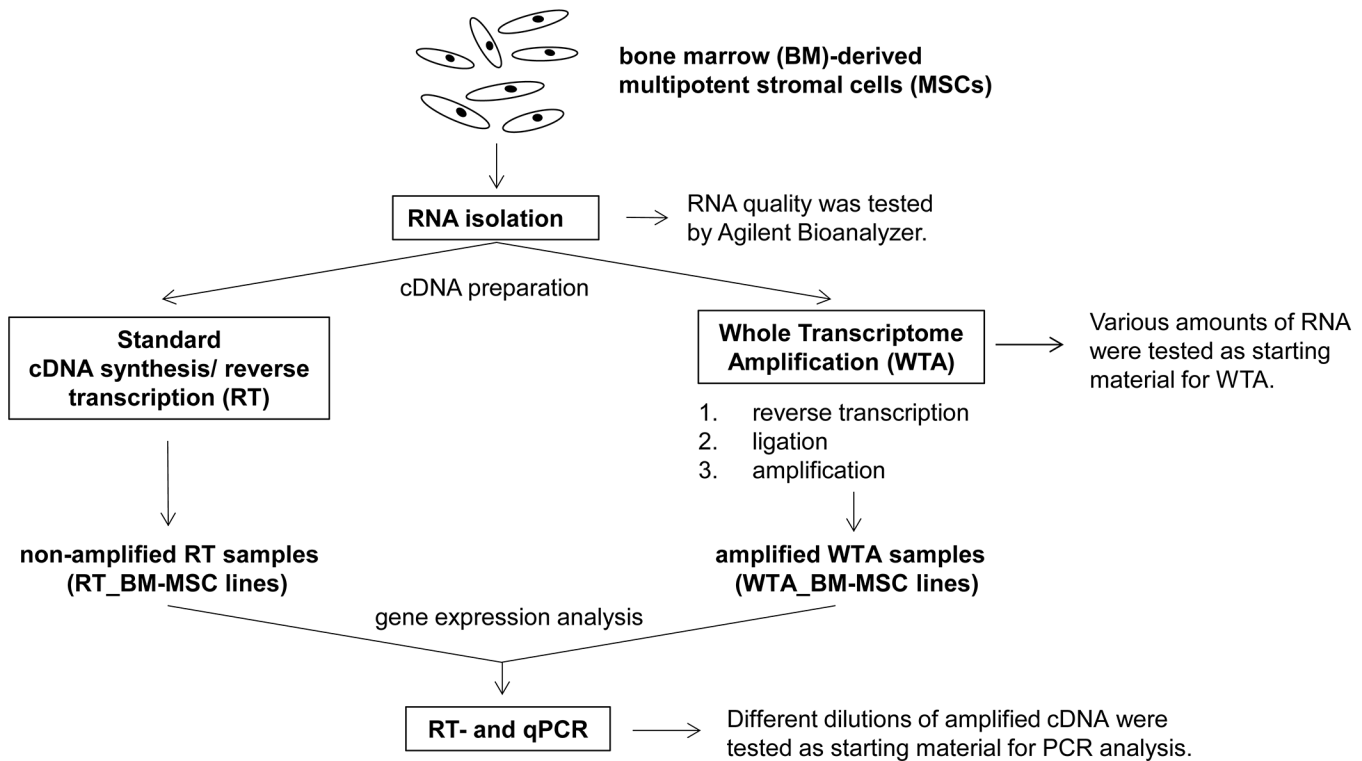 bone marrow (BM)-derived
multipotent stromal cells (MSCs)
RNA isolation
RNA quality was tested
by Agilent Bioanalyzer.
cDNA preparation
Standard
cDNA synthesis/ reverse
transcription (RT)
Whole Transcriptome
Amplification (WTA)
Various amounts of RNA
were tested as starting
material for WTA.
1. reverse transcription
2. ligation
3. amplification
non-amplified RT samples
(RT_BM-MSC lines)
amplified WTA samples
(WTA_BM-MSC lines)
gene expression analysis
RT- and qPCR
Different dilutions of amplified cDNA were
tested as starting material for PCR analysis.